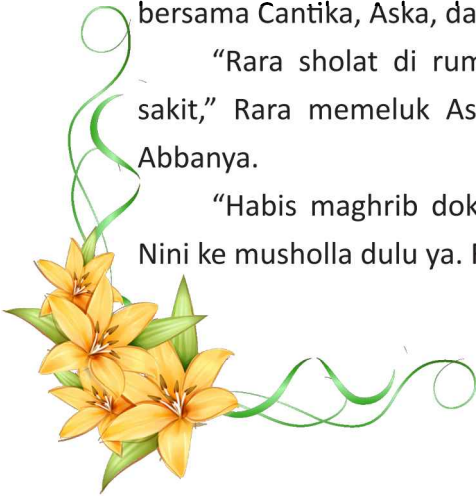 bersama Cantika, Aska, da
“Rara sholat di rum
sakit,” Rara memeluk As
Abbanya.
“Habis maghrib dok
Nini ke musholla dulu ya.